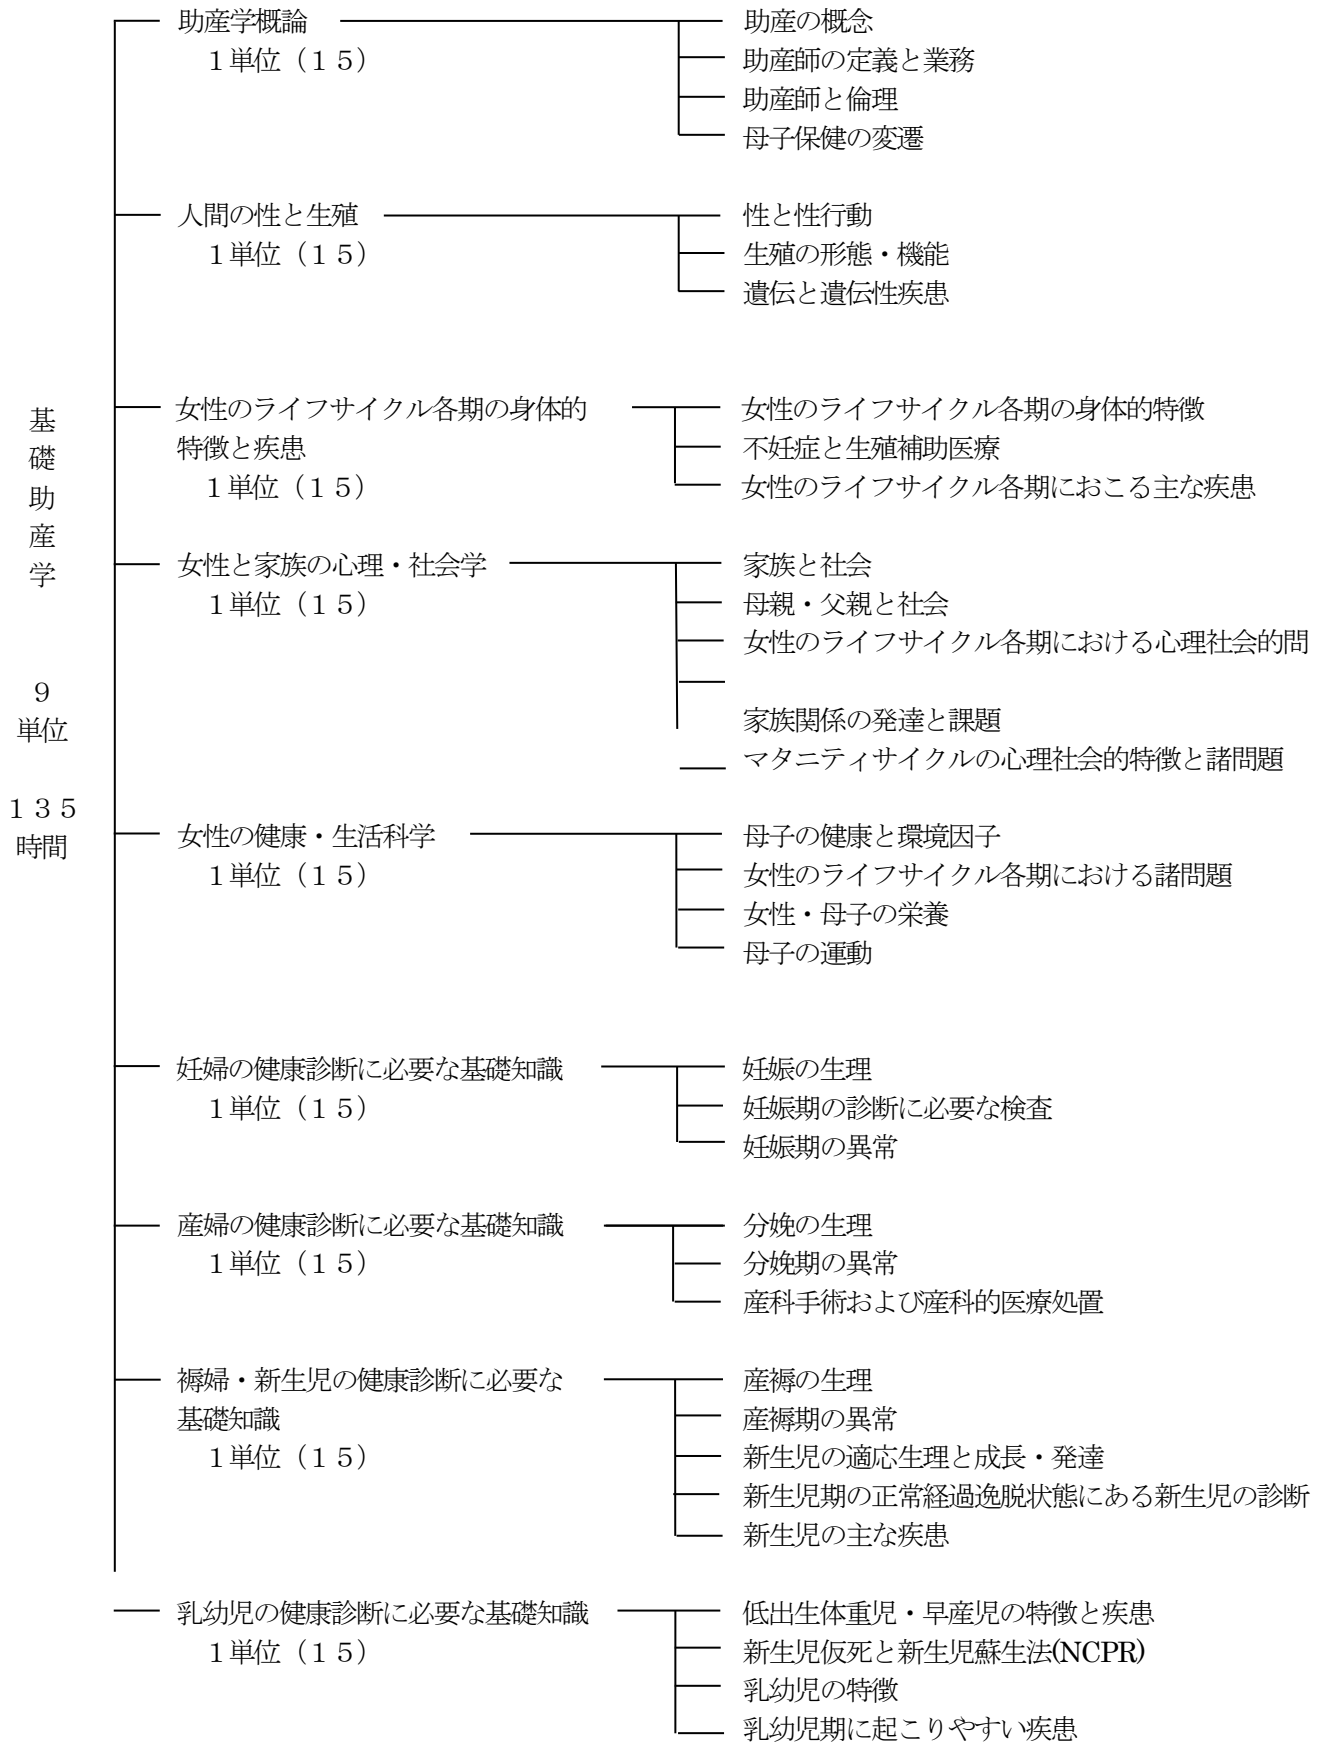 基礎助産学
9
単位
135
時間
助産学概論
1単位(15)
助産の概念
助産師の定義と業務
助産師と倫理
母子保健の変遷
人間の性と生殖
1単位(15)
性と性行動
生殖の形態・機能
遺伝と遺伝性疾患
女性のライフサイクル各期の身体的
特徴と疾患
1単位(15)
女性のライフサイクル各期の身体的特徴
不妊症と生殖補助医療
女性のライフサイクル各期におこる主な疾患
女性と家族の心理・社会学
1単位(15)
家族と社会
母親・父親と社会
女性のライフサイクル各期における心理社会的問
家族関係の発達と課題
マタニティサイクルの心理社会的特徴と諸問題
女性の健康・生活科学
1単位(15)
母子の健康と環境因子
女性のライフサイクル各期における諸問題
女性・母子の栄養
母子の運動
妊婦の健康診断に必要な基礎知識
1単位(15)
妊娠の生理
妊娠期の診断に必要な検査
妊娠期の異常
産婦の健康診断に必要な基礎知識
1単位(15)
分娩の生理
分娩期の異常
産科手術および産科的医療処置
褥婦・新生児の健康診断に必要な
基礎知識
1単位(15)
産褥の生理
産褥期の異常
新生児の適応生理と成長・発達
新生児期の正常経過逸脱状態にある新生児の診断
新生児の主な疾患
乳幼児の健康診断に必要な基礎知識
1単位(15)
低出生体重児・早産児の特徴と疾患
新生児仮死と新生児蘇生法(NCPR)
乳幼児の特徴
乳幼児期に起こりやすい疾患